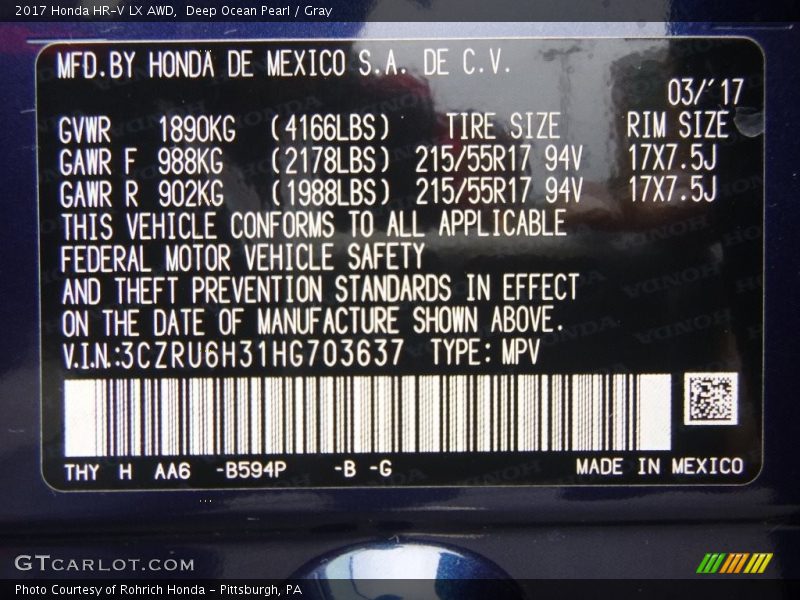 2017 Honda HR-V LX AWD, Deep Ocean Pearl / Gray
MFD.BY HONDA DE MEXICO S.A. DE C.V.
03/'17
GVWR 1890KG (4166LBS) TIRE SIZE RIM SIZE
GAWR F 988KG (2178LBS) 215/55R17 94V 17X7.5J
GAWR R 902KG (1988LBS) 215/55R17 94V 17X7.5J
THIS VEHICLE CONFORMS TO ALL APPLICABLE
FEDERAL MOTOR VEHICLE SAFETY
AND THEFT PREVENTION STANDARDS IN EFFECT
ON THE DATE OF MANUFACTURE SHOWN ABOVE.
V.I.N.:3CZRU6H31HG703637 TYPE: MPV
THY H AA6 -B594P -B -G MADE IN MEXICO
GTCARLOT.COM
Photo Courtesy of Rohrich Honda - Pittsburgh, PA